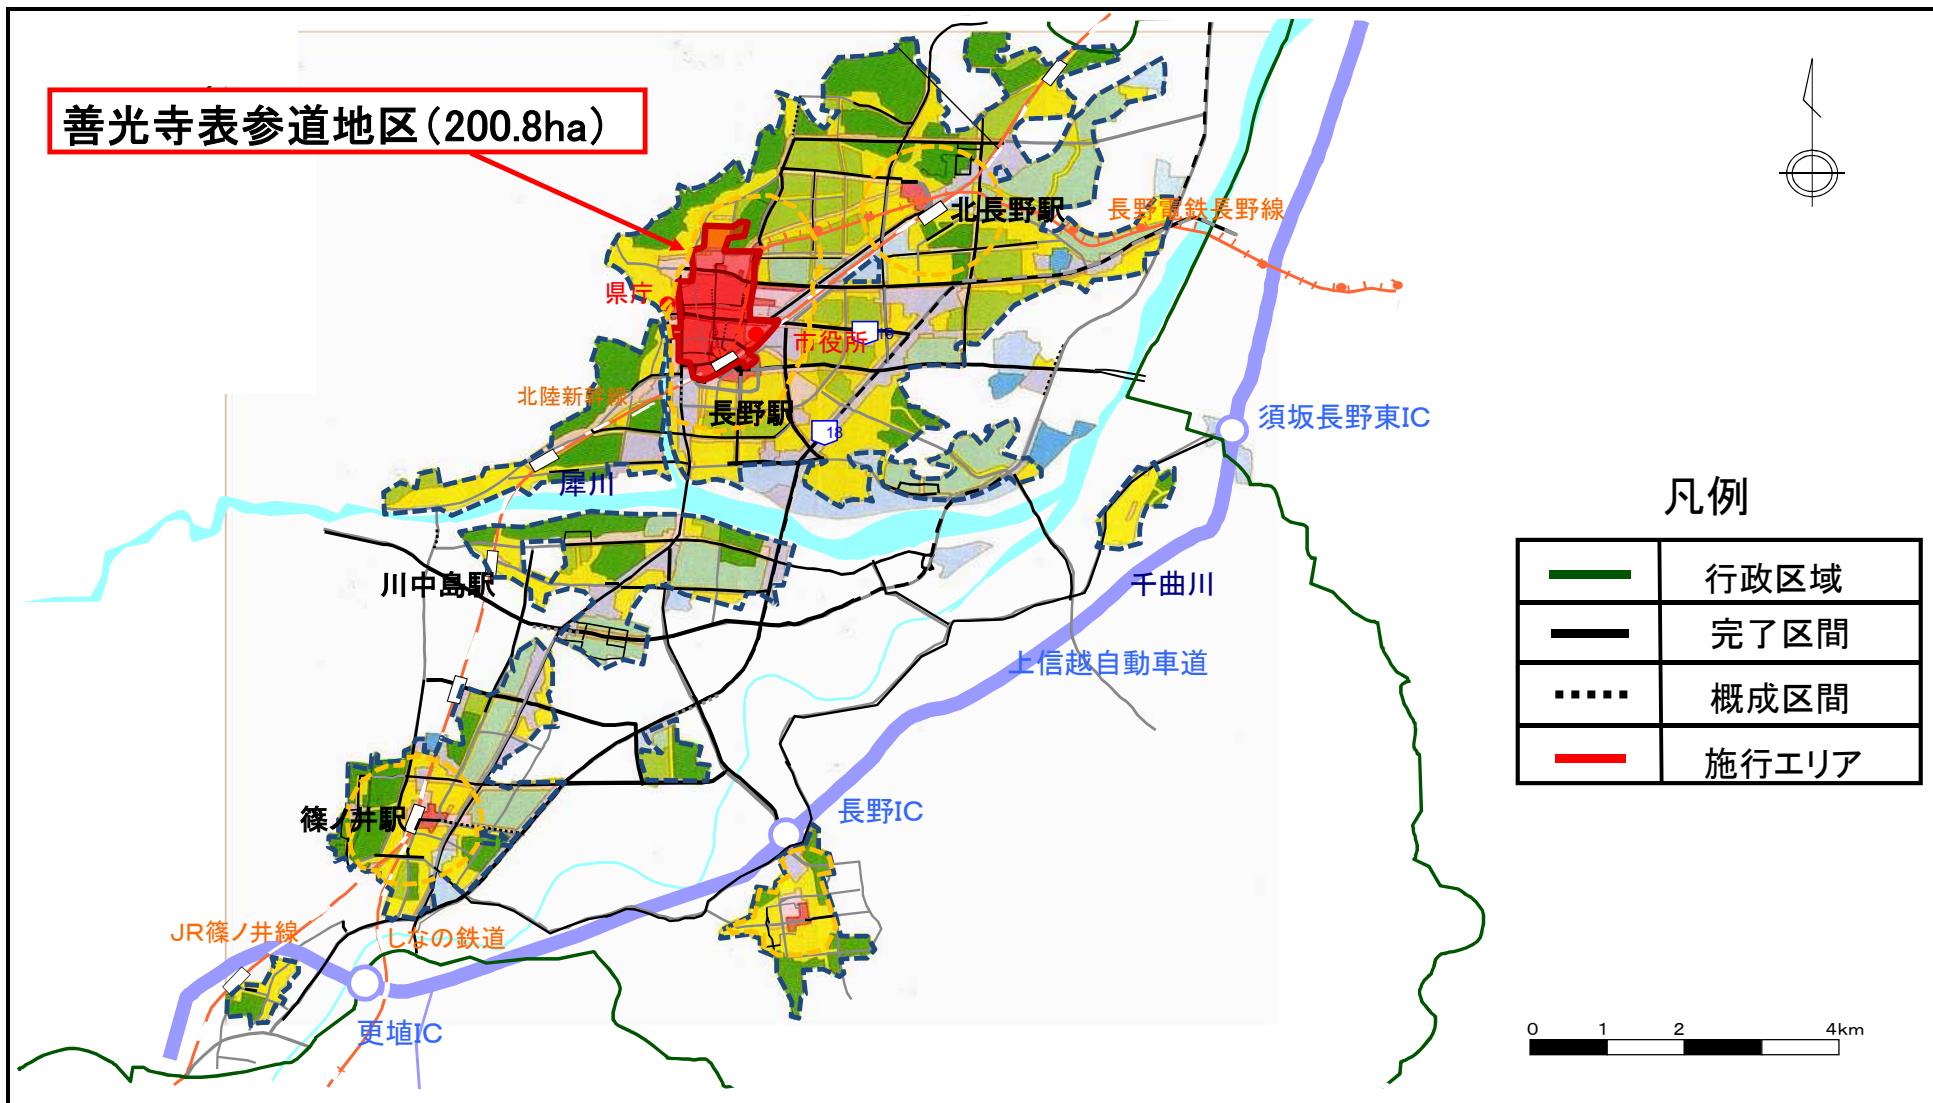 善光寺表参道地区(200.8ha)
北長野駅
長野電鉄長野線
県庁
市役所
19
北陸新幹線
長野駅
18
須坂長野東IC
犀川
川中島駅
千曲川
上信越自動車道
篠ノ井駅
長野IC
JR篠ノ井線
しなの鉄道
更埴IC
凡例
行政区域
完了区間
概成区間
施行エリア
0 1 2 4km